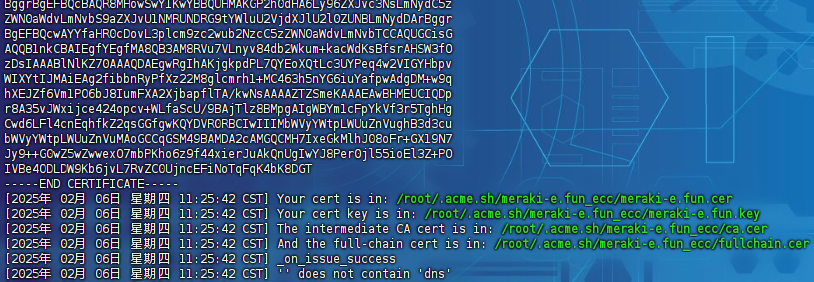 BggrBgEFBQcBAQR8MHowSwYIKwYBBQUHMAKGP2h0dHA6Ly96ZXJvc3NsLmNydC5z
ZWN0aWdvLmNvbS9aZXJvU1NMRUNDRG9tYWluU2VjdXJlU2l0ZUNBLmNydDArBggr
BgEFBQcwAYYfaHR0cDovL3plcm9zc2wub2NzcC5zZWN0aWdvLmNvbTCCAQUGCisG
AQQB1nkCBAIEgfYEgfMA8QB3AM8RVu7VLnyv84db2Wkum+kacWdKsBfsrAHSW3fO
zDsIAAABlNlKZ70AAAQDAEgwRgIhAKjgkpdPL7QYEoXQtLc3UYPeq4w2VIGYHbpv
WIXYtIJMAiEAg2fibbnRyPfXz22M8glcmrh1+MC463h5nYG6iuYafpwAdgDM+w9q
hXEJZf6Vm1PO6bJ8IumFXA2XjbapflTA/kwNsAAAAZTZSmeKAAAEAwBHMEUCIQDp
r8A35vJWxijce424opcv+WLfaScU/9BAjTlz8BMpgAIgWBYm1cFpYkVf3r5TghHg
Cwd6LFl4cnEqhfkZ2qsGGfgwKQYDVR0RBCIwIIIMbWVyYWtpLWUuZnVughB3d3cu
bWVyYWtpLWUuZnVuMAoGCCqGSM49BAMDA2cAMGQCMH7IxeGkMlhJ08oFr+GX19N7
Jy9++G0wZ5wZwwexO7mbPKho6z9f44xierJuAkQnUgIwYJ8PerOjl55ioEl3Z+PO
IVBe4ODLDW9Kb6jvL7RvZC0UjncEFiNoTqFqK4bK8DGT
-----END CERTIFICATE-----
[2025年 02月 06日 星期四 11:25:42 CST] Your cert is in: /root/.acme.sh/meraki-e.fun_ecc/meraki-e.fun.cer
[2025年 02月 06日 星期四 11:25:42 CST] Your cert key is in: /root/.acme.sh/meraki-e.fun_ecc/meraki-e.fun.key
[2025年 02月 06日 星期四 11:25:42 CST] The intermediate CA cert is in: /root/.acme.sh/meraki-e.fun_ecc/ca.cer
[2025年 02月 06日 星期四 11:25:42 CST] And the full-chain cert is in: /root/.acme.sh/meraki-e.fun_ecc/fullchain.cer
[2025年 02月 06日 星期四 11:25:42 CST] _on_issue_success
[2025年 02月 06日 星期四 11:25:42 CST] '' does not contain 'dns'